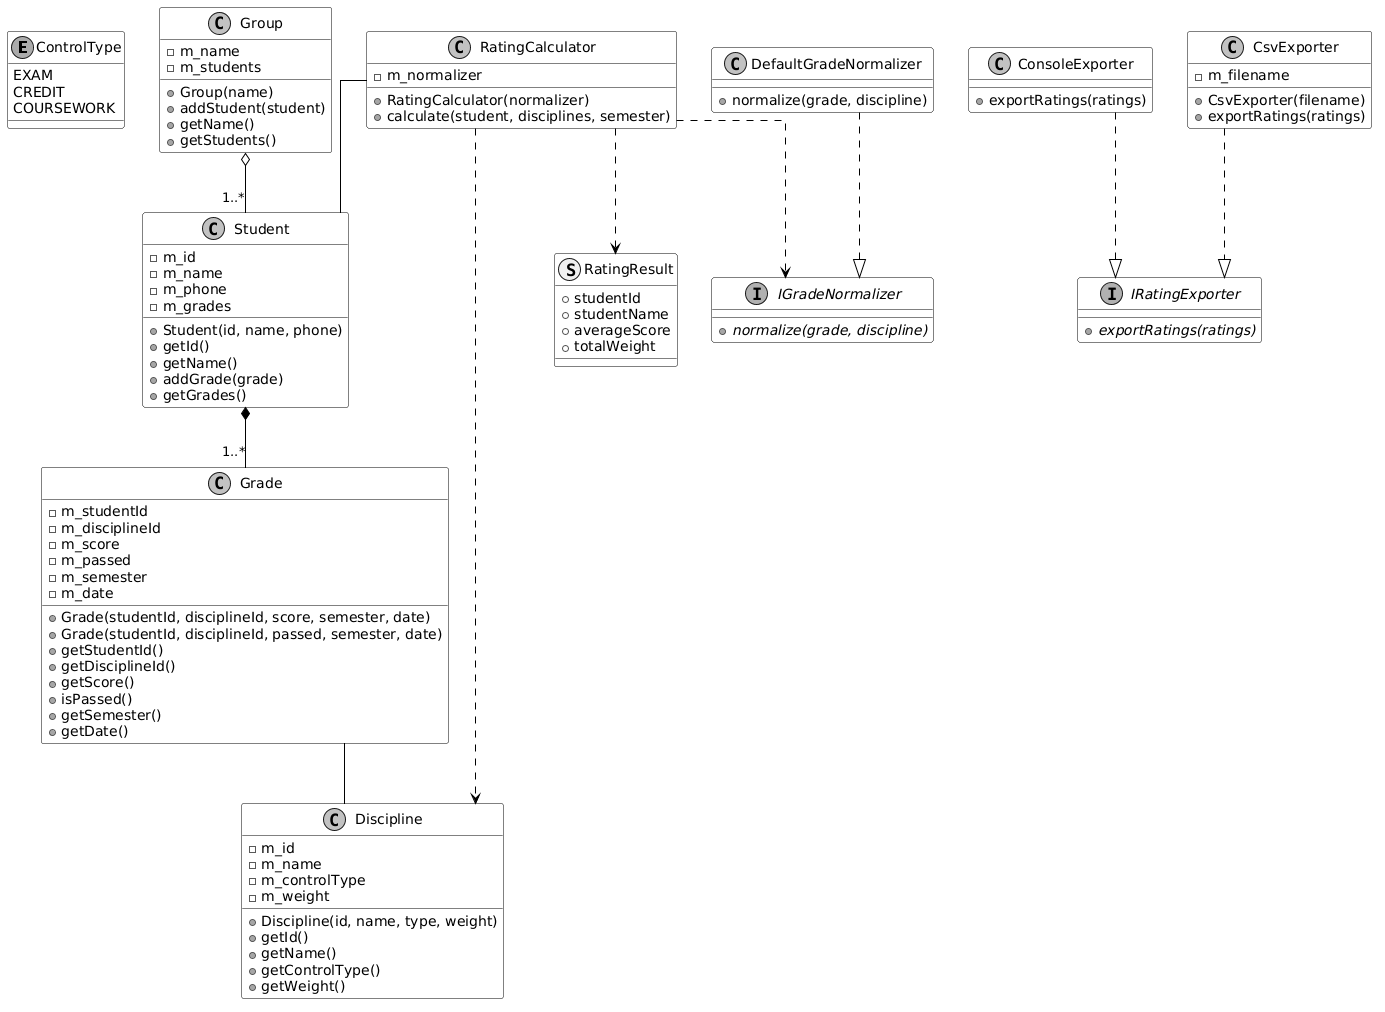 E ControlType
EXAM
CREDIT
COURSEWORK
C Group
m_name
m_students
Group(name)
addStudent(student)
getName()
getStudents()
C RatingCalculator
m_normalizer
RatingCalculator(normalizer)
calculate(student, disciplines, semester)
C DefaultGradeNormalizer
normalize(grade, discipline)
C ConsoleExporter
exportRatings(ratings)
C CsvExporter
m_filename
CsvExporter(filename)
exportRatings(ratings)
1..*
C Student
m_id
m_name
m_phone
m_grades
Student(id, name, phone)
getId()
getName()
addGrade(grade)
getGrades()
S RatingResult
studentId
studentName
averageScore
totalWeight
I IGradeNormalizer
normalize(grade, discipline)
I IRatingExporter
exportRatings(ratings)
1..*
C Grade
m_studentId
m_disciplineId
m_score
m_passed
m_semester
m_date
Grade(studentId, disciplineId, score, semester, date)
Grade(studentId, disciplineId, passed, semester, date)
getStudentId()
getDisciplineId()
getScore()
isPassed()
getSemester()
getDate()
C Discipline
m_id
m_name
m_controlType
m_weight
Discipline(id, name, type, weight)
getId()
getName()
getControlType()
getWeight()